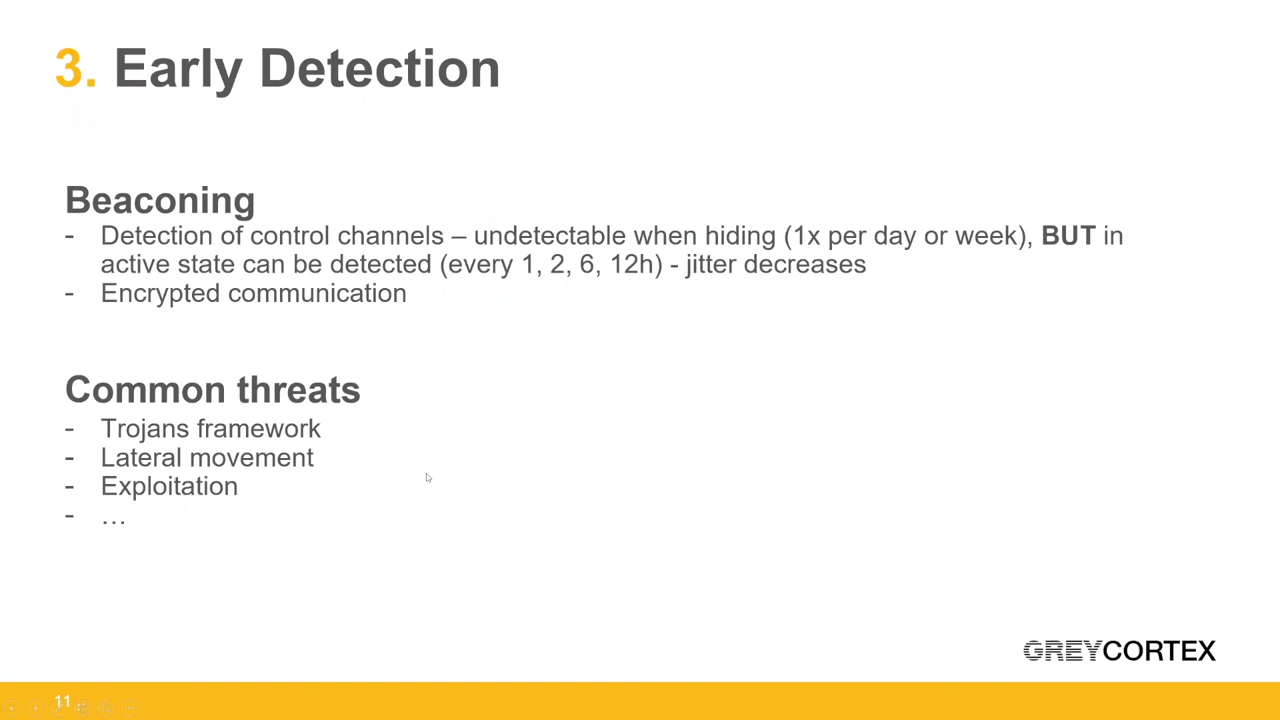 3. Early Detection
Beaconing
- Detection of control channels – undetectable when hiding (1x per day or week), BUT in
active state can be detected (every 1, 2, 6, 12h) - jitter decreases
- Encrypted communication
Common threats
- Trojans framework
- Lateral movement
- Exploitation
- …
GREYCORTEX
11